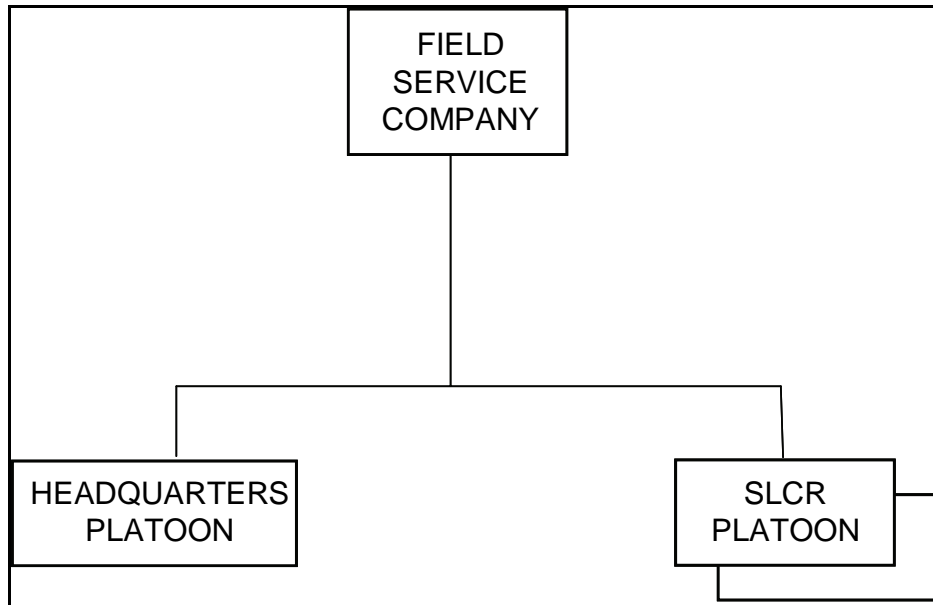 FIELD
SERVICE
COMPANY
HEADQUARTERS
PLATOON
SLCR
PLATOON